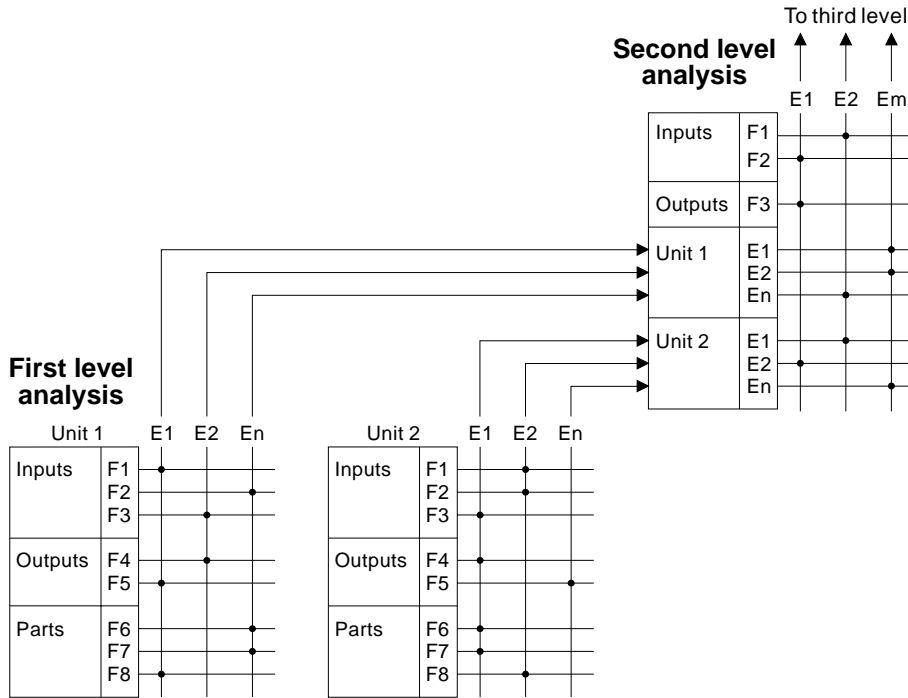 To third level
Second level
analysis
E1 E2 Em
Inputs F1
F2
Outputs F3
Unit 1 E1
E2
En
Unit 2 E1
E2
En
First level
analysis
Unit 1 E1 E2 En
Inputs F1
F2
F3
Outputs F4
F5
Parts F6
F7
F8
Unit 2 E1 E2 En
Inputs F1
F2
F3
Outputs F4
F5
Parts F6
F7
F8